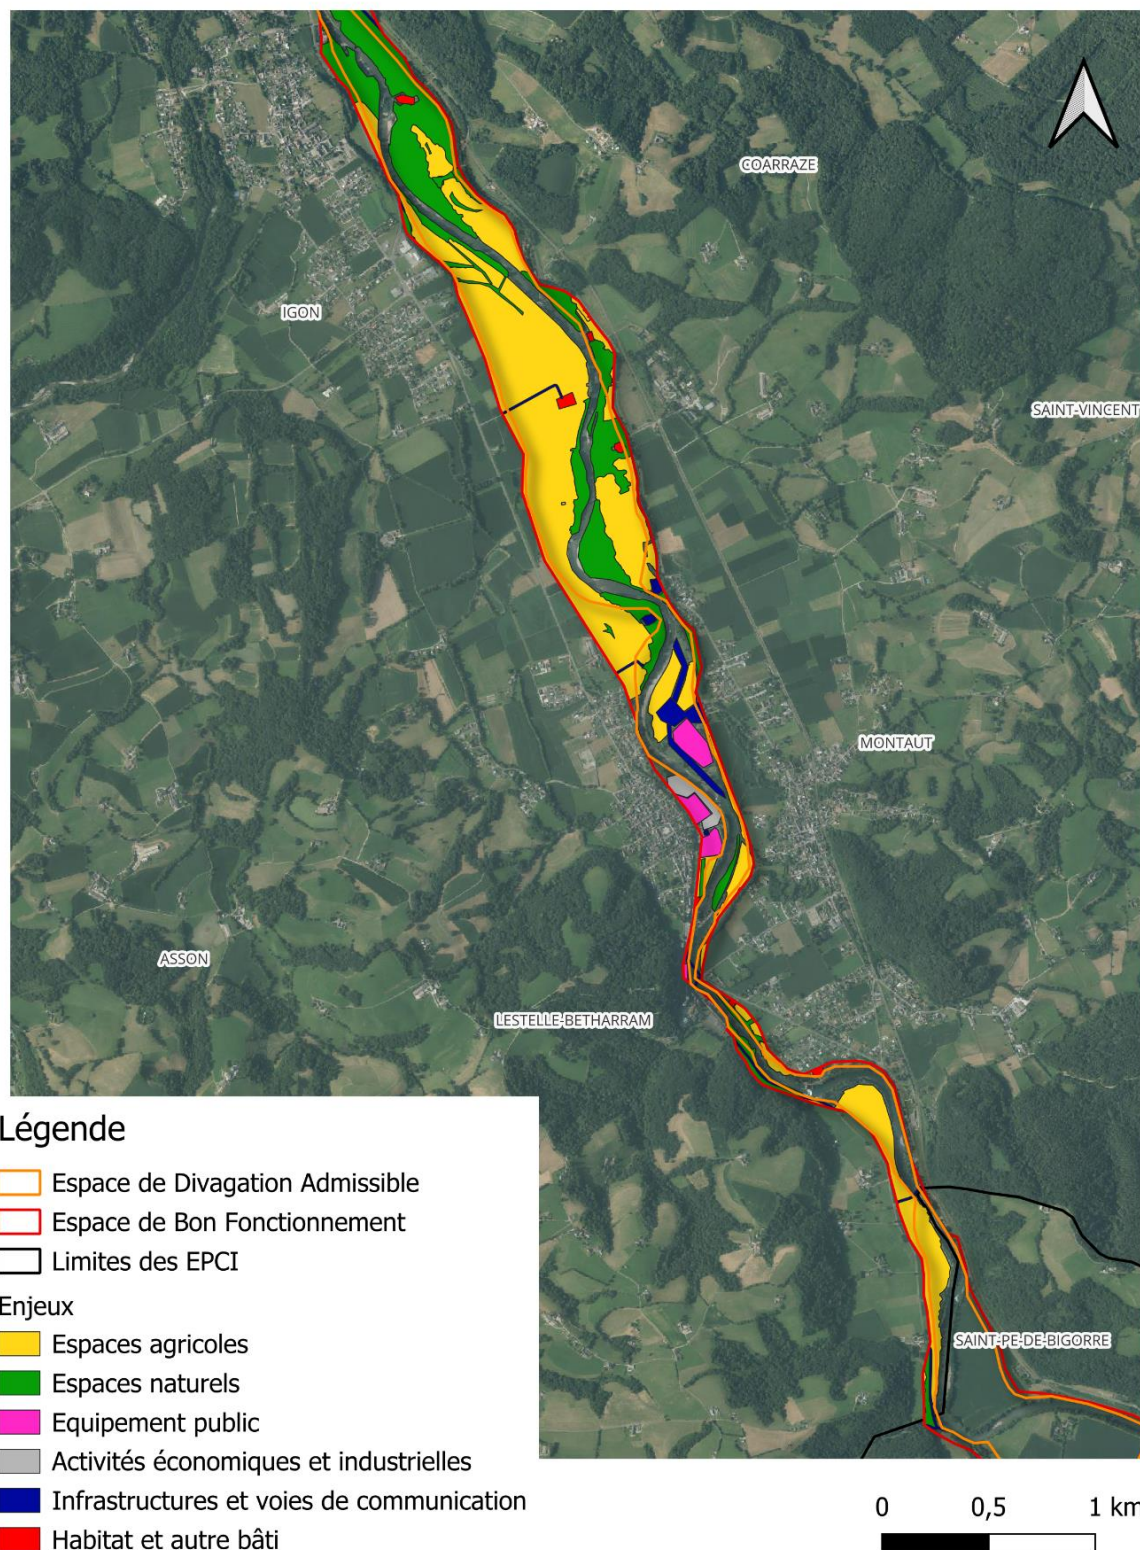 COARRAZE
IGON
SAINT-VINCENT
MONTAUT
ASSON
LESTELLE-BETHARRAM
SAINT-PE-DE-BIGORRE
Légende
Espace de Divagation Admissible
Espace de Bon Fonctionnement
Limites des EPCI
Enjeux
Espaces agricoles
Espaces naturels
Equipement public
Activités économiques et industrielles
Infrastructures et voies de communication
Habitat et autre bâti
0 0,5 1 km